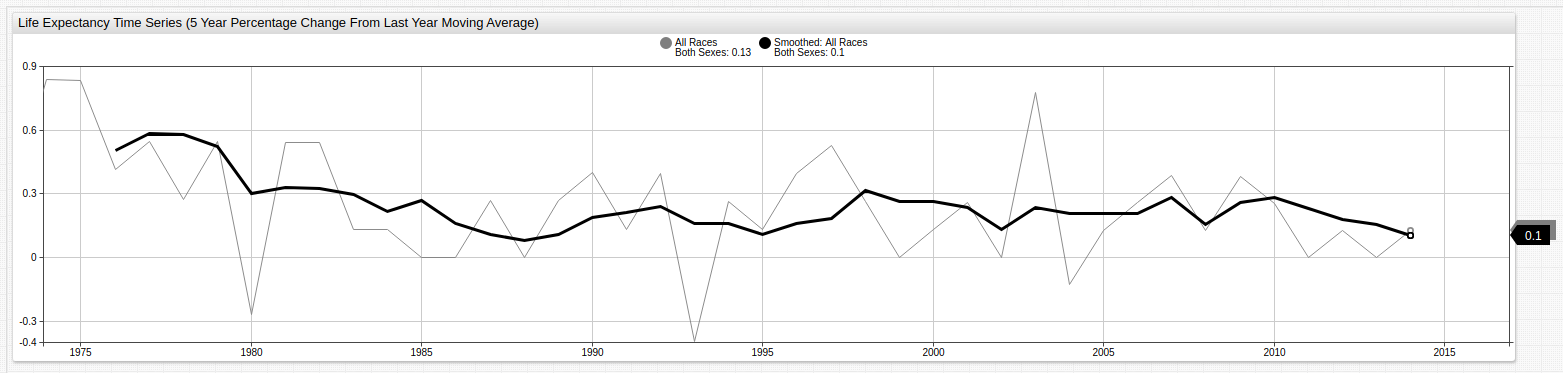 Life Expectancy Time Series (5 Year Percentage Change From Last Year Moving Average)
All Races
Both Sexes: 0.13
Smoothed: All Races
Both Sexes: 0.1
0.9
0.6
0.3
0
-0.3
-0.4
0.1
1975 1980 1985 1990 1995 2000 2005 2010 2015